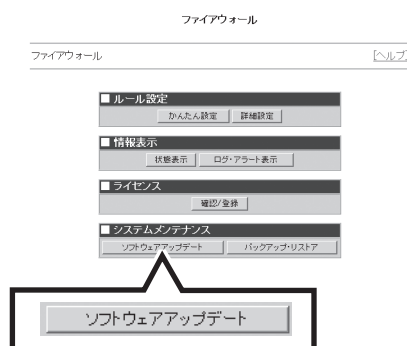 ファイアウォール
ファイアウォール [ヘルプ]
■ ルール設定
かんたん設定 詳細設定
■ 情報表示
状態表示 ログ・アラート表示
■ ライセンス
確認/登録
■ システムメンテナンス
ソフトウェアアップデート バックアップ・リストア
ソフトウェアアップデート